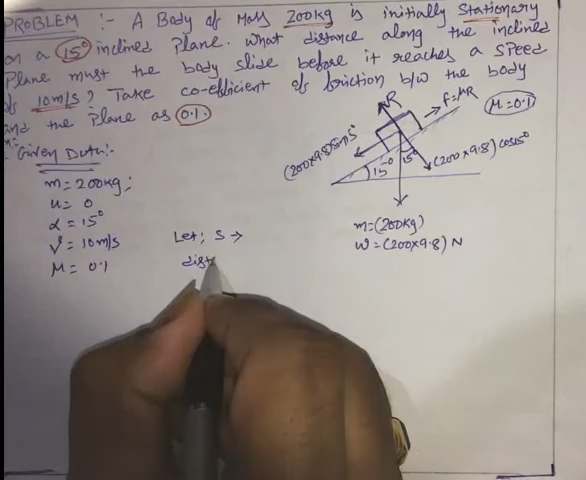 PROBLEM :- A Body of Mass 200kg is initially Stationary
on a 15° inclined Plane. What distance along the inclined
Plane must the body slide before it reaches a speed
of 10m/s? Take co-efficient of friction b/w the body
and the Plane as 0.1.
Given Data:-
m=200kg;
u=0
α=15°
V=10m/s
μ=0.1
Let; S →
dist
R
F=μR
μ=0.1
(200×9.8)sin15°
15°
15°
(200×9.8)cos15°
m=(200kg)
W=(200×9.8) N